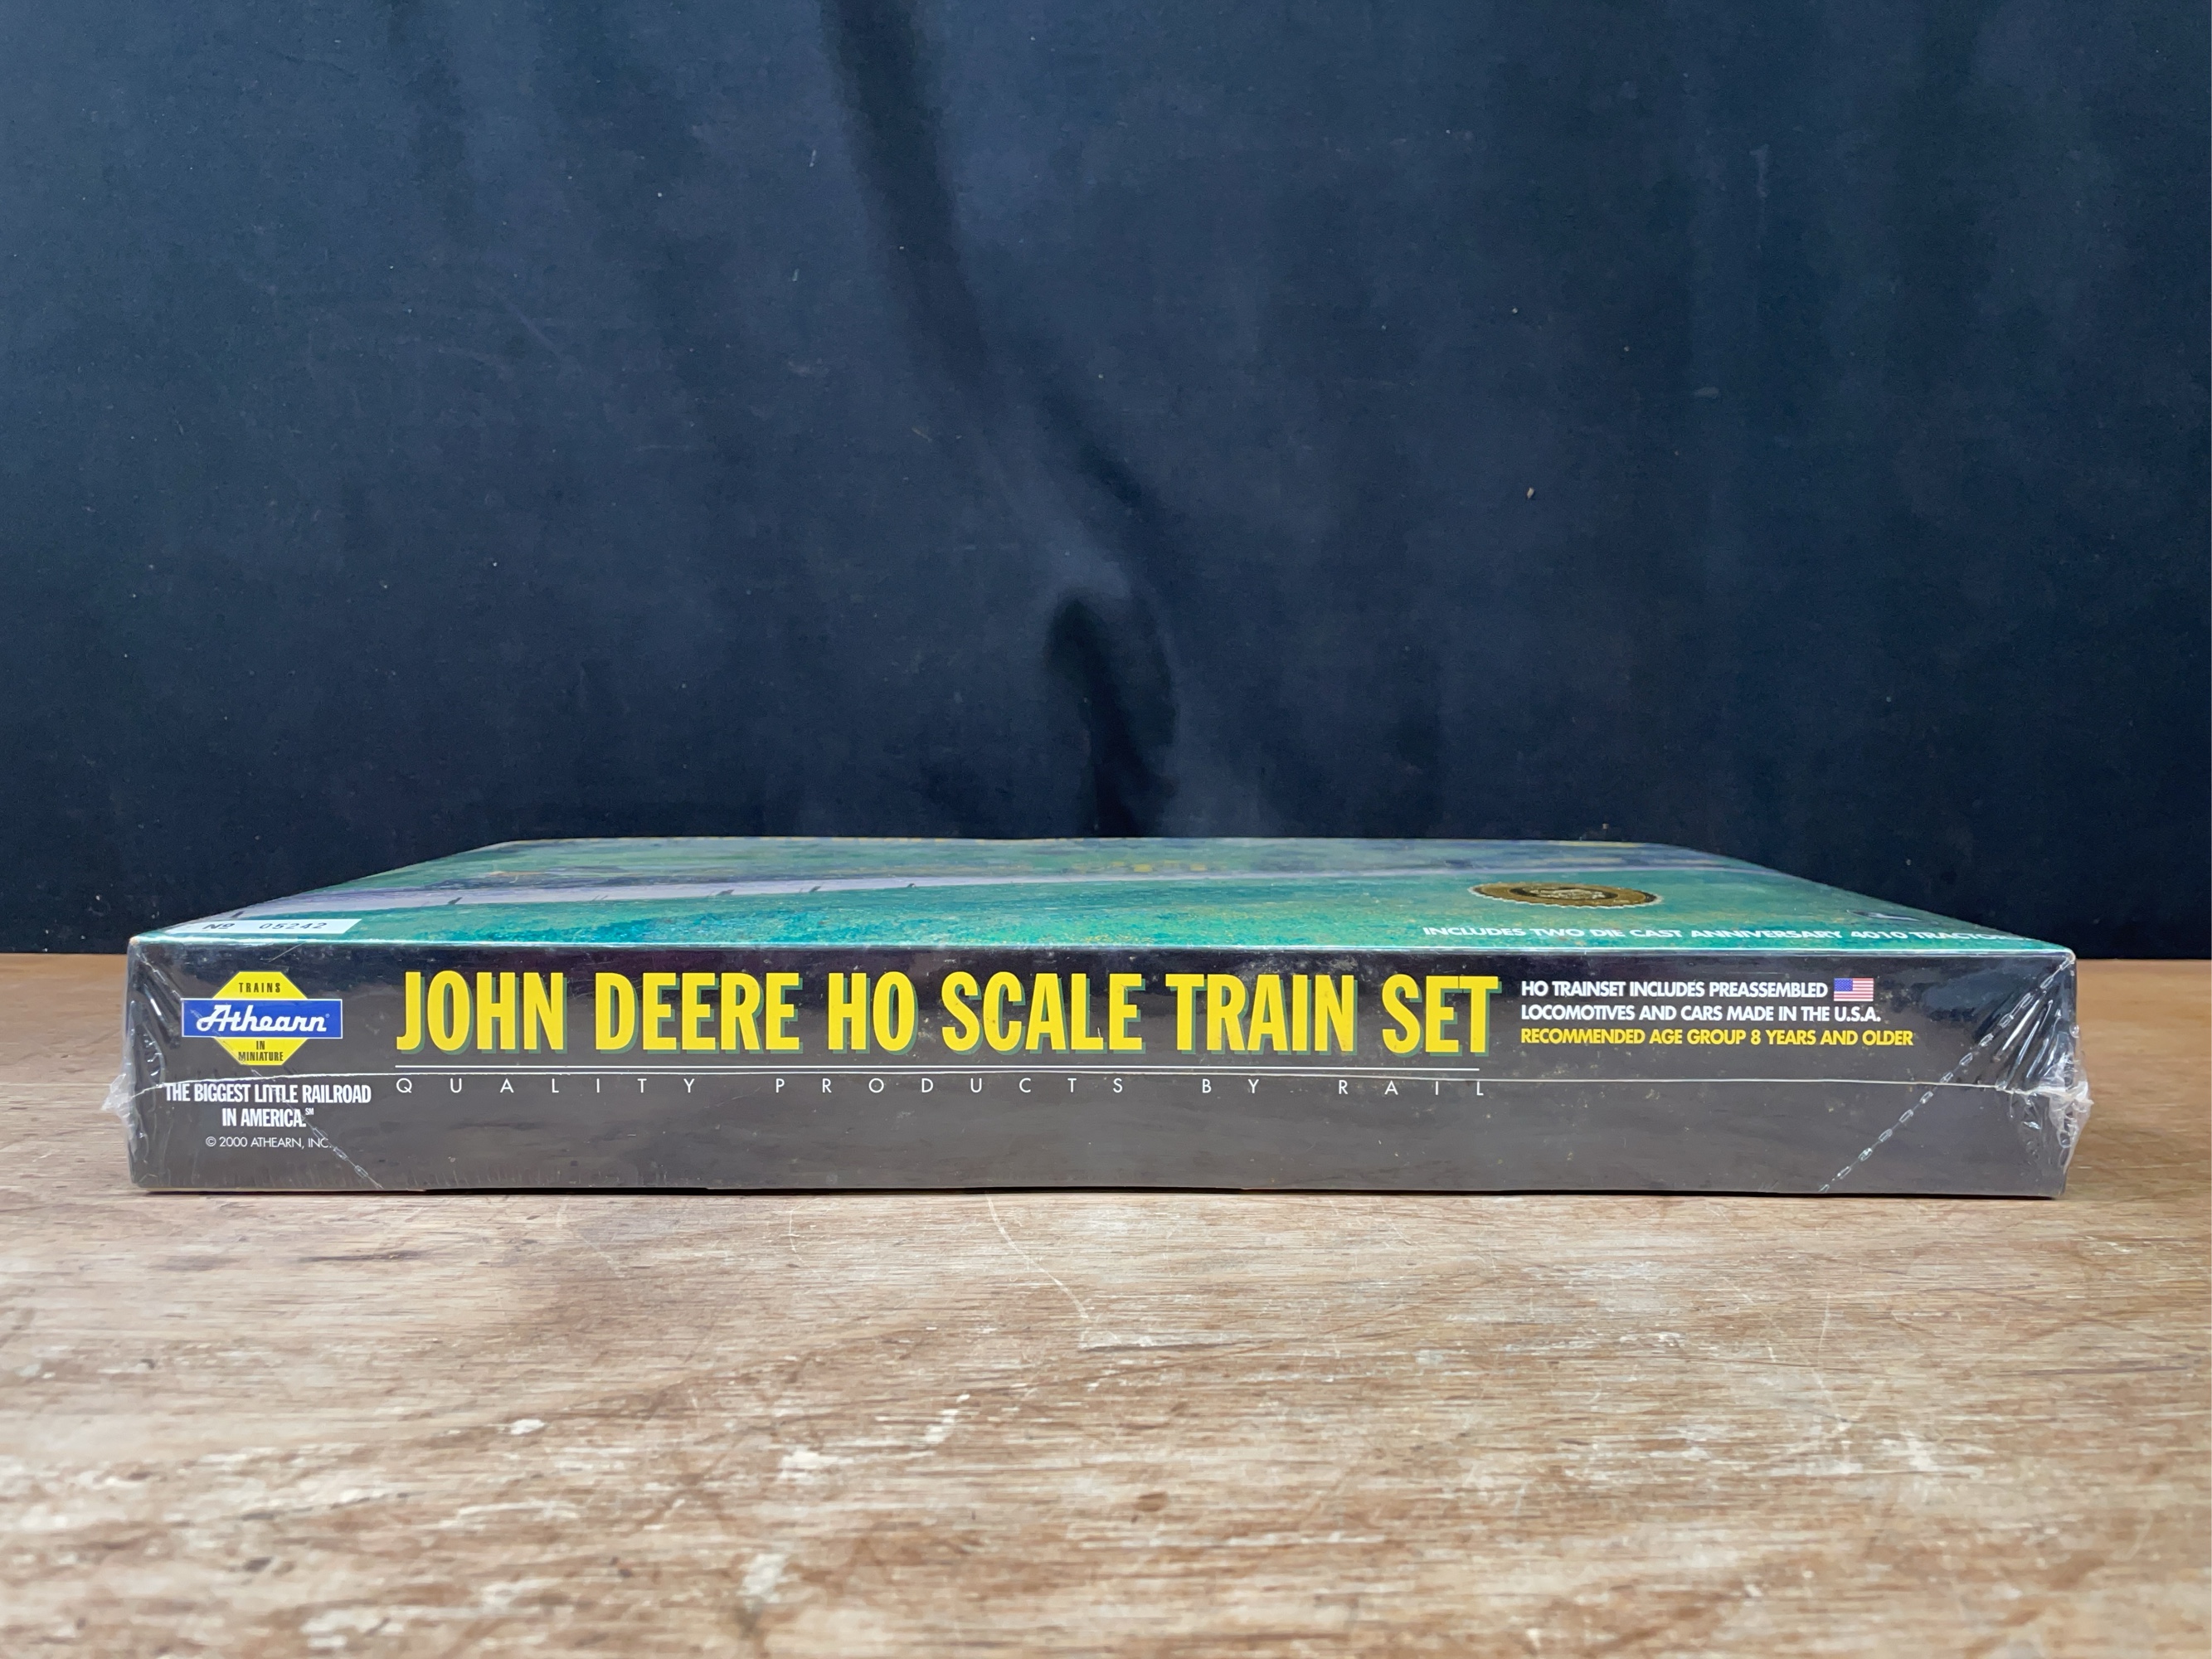 Nº 05242
INCLUDES TWO DIE CAST ANNIVERSARY 4010
TRAINS
Athearn®
IN
MINIATURE
THE BIGGEST LITTLE RAILROAD
IN AMERICA.℠
© 2000 ATHEARN, INC.
JOHN DEERE HO SCALE TRAIN SET
QUALITY PRODUCTS BY RAIL
HO TRAINSET INCLUDES PREASSEMBLED
LOCOMOTIVES AND CARS MADE IN THE U.S.A.
RECOMMENDED AGE GROUP 8 YEARS AND OLDER